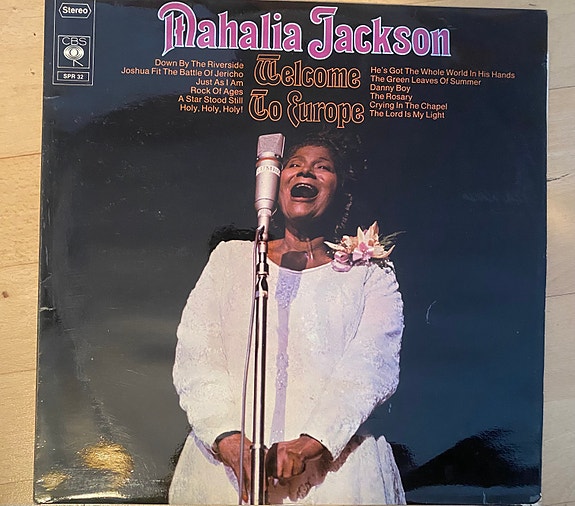 Stereo
CBS
SPR 32
Mahalia Jackson
Welcome
To Europe
Down By The Riverside
Joshua Fit The Battle Of Jericho
Just As I Am
Rock Of Ages
A Star Stood Still
Holy, Holy, Holy!
He's Got The Whole World In His Hands
The Green Leaves Of Summer
Danny Boy
The Rosary
Crying In The Chapel
The Lord Is My Light